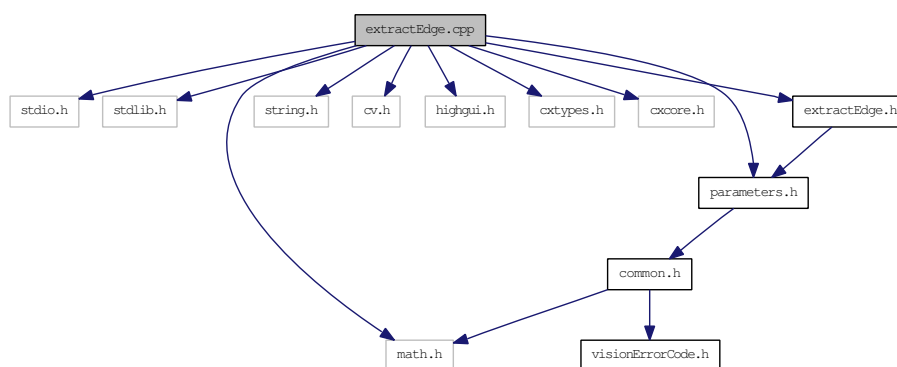 extractEdge.cpp
stdio.h
stdlib.h
string.h
cv.h
highgui.h
cxtypes.h
cxcore.h
extractEdge.h
parameters.h
common.h
math.h
visionErrorCode.h